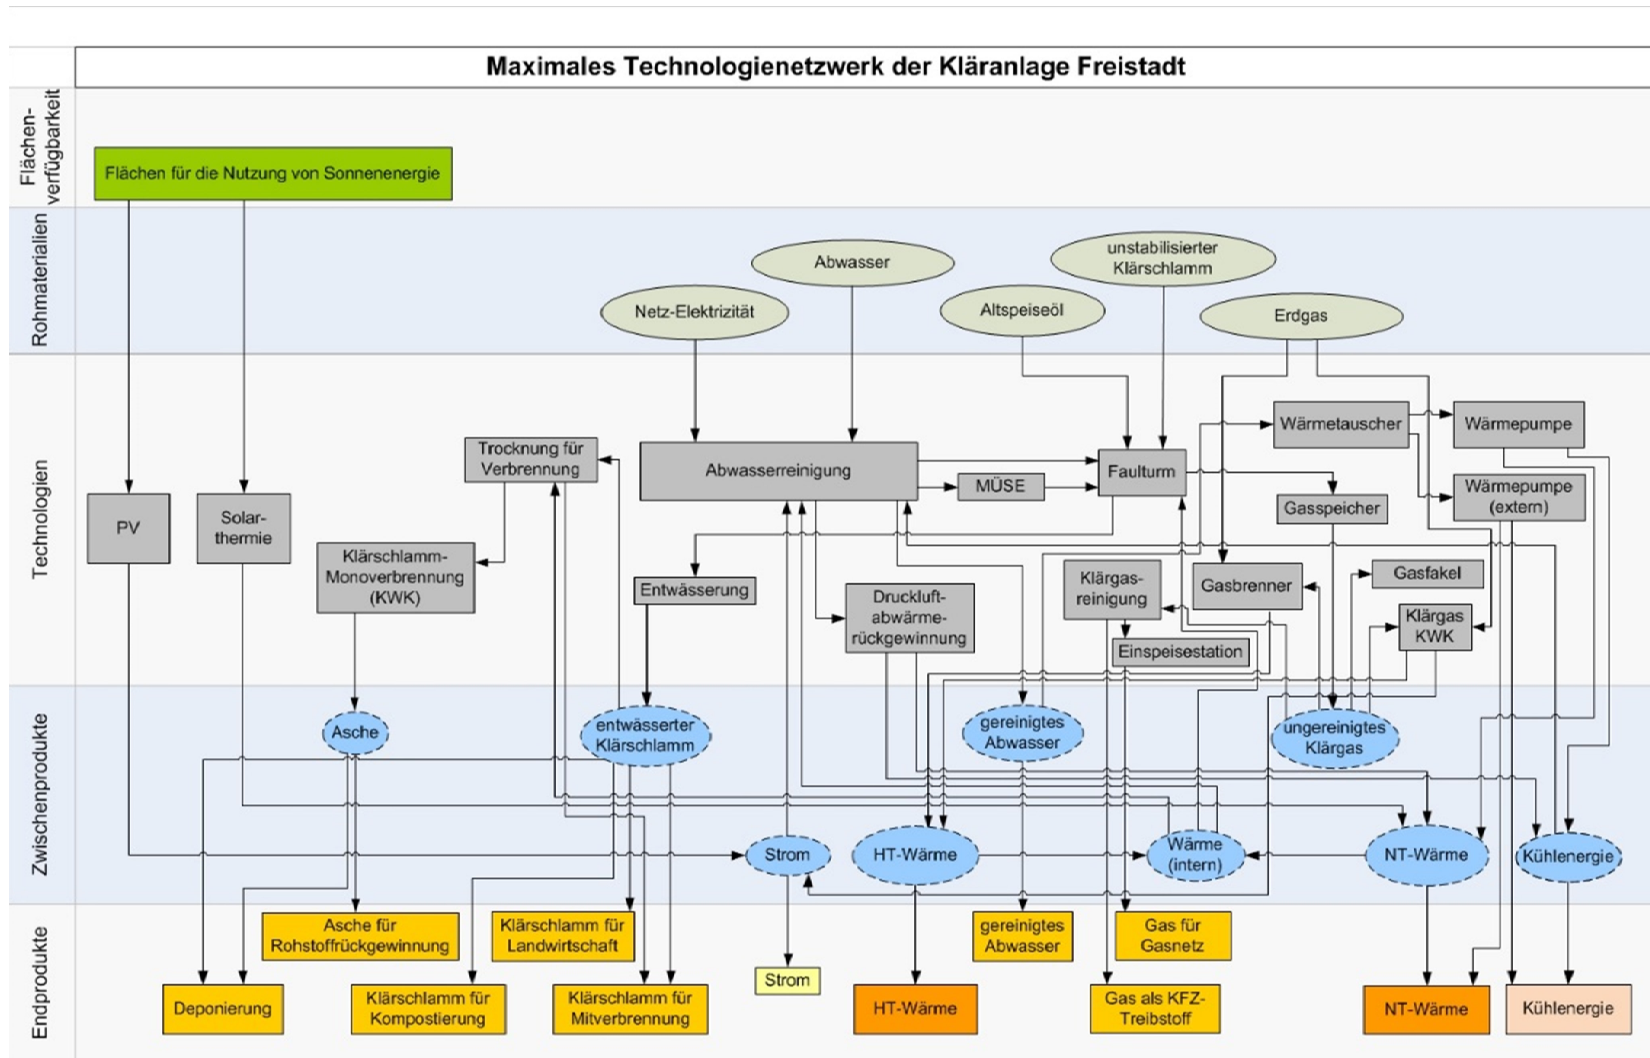 Maximales Technologienetzwerk der Kläranlage Freistadt
Flächen-
verfügbarkeit
Flächen für die Nutzung von Sonnenenergie
Rohmaterialien
Netz-Elektrizität
Abwasser
Altspeiseöl
unstabilisierter
Klärschlamm
Erdgas
Technologien
PV
Solar-
thermie
Klärschlamm-
Monoverbrennung
(KWK)
Trocknung für
Verbrennung
Abwasserreinigung
MÜSE
Faulturm
Wärmetauscher
Wärmepumpe
Wärmepumpe
(extern)
Gasspeicher
Entwässerung
Druckluft-
abwärme-
rückgewinnung
Klärgas-
reinigung
Einspeisestation
Gasbrenner
Gasfakel
Klärgas
KWK
Zwischenprodukte
Asche
entwässerter
Klärschlamm
gereinigtes
Abwasser
ungereinigtes
Klärgas
Strom
HT-Wärme
Wärme
(intern)
NT-Wärme
Kühlenergie
Endprodukte
Asche für
Rohstoffrückgewinnung
Klärschlamm für
Landwirtschaft
gereinigtes
Abwasser
Gas für
Gasnetz
Strom
Deponierung
Klärschlamm für
Kompostierung
Klärschlamm für
Mitverbrennung
HT-Wärme
Gas als KFZ-
Treibstoff
NT-Wärme
Kühlenergie